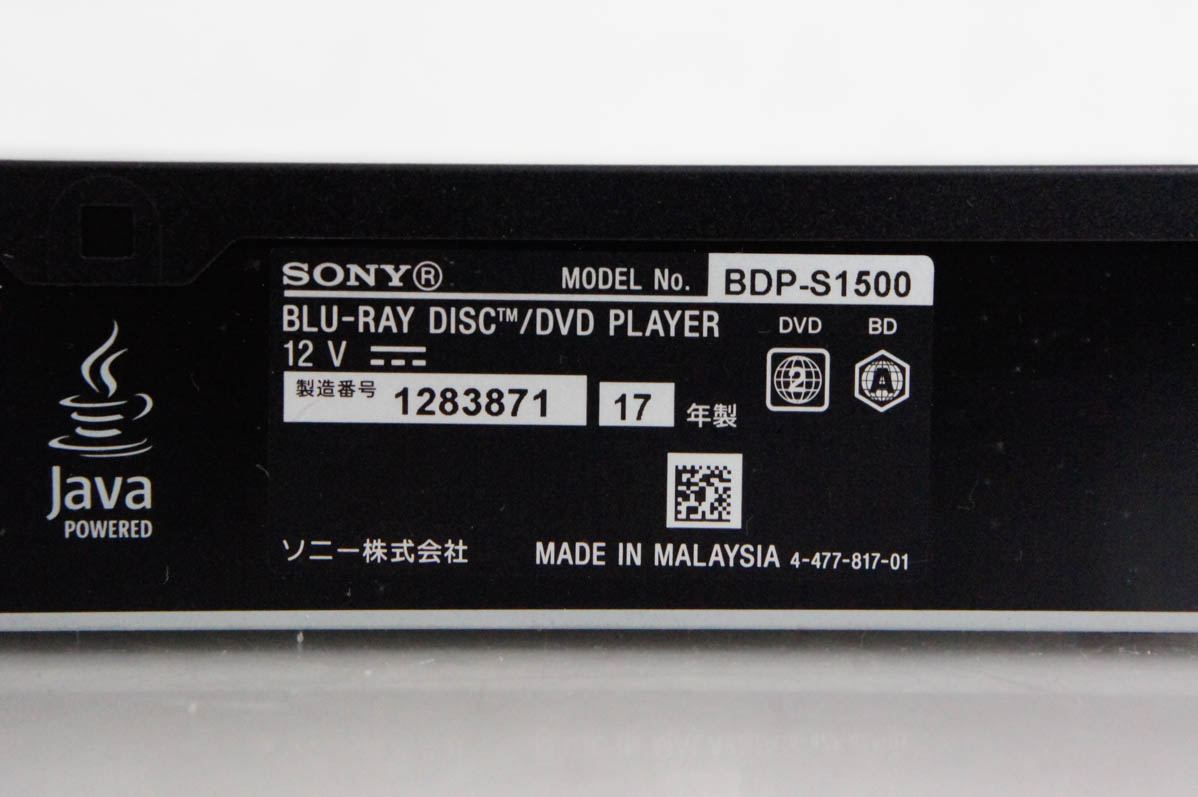 SONY® MODEL No. BDP-S1500
BLU-RAY DISC™/DVD PLAYER DVD BD
12 V
2 A
製造番号 1283871 17 年製
Java
POWERED
ソニー株式会社 MADE IN MALAYSIA 4-477-817-01